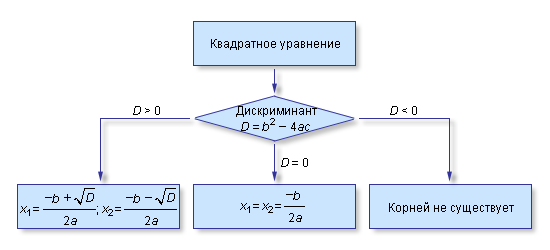 Квадратное уравнение
D > 0
Дискриминант
D = b² − 4ac
D < 0
D = 0
x₁ = (−b + √D)/2a; x₂ = (−b − √D)/2a
x₁ = x₂ = −b/2a
Корней не существует